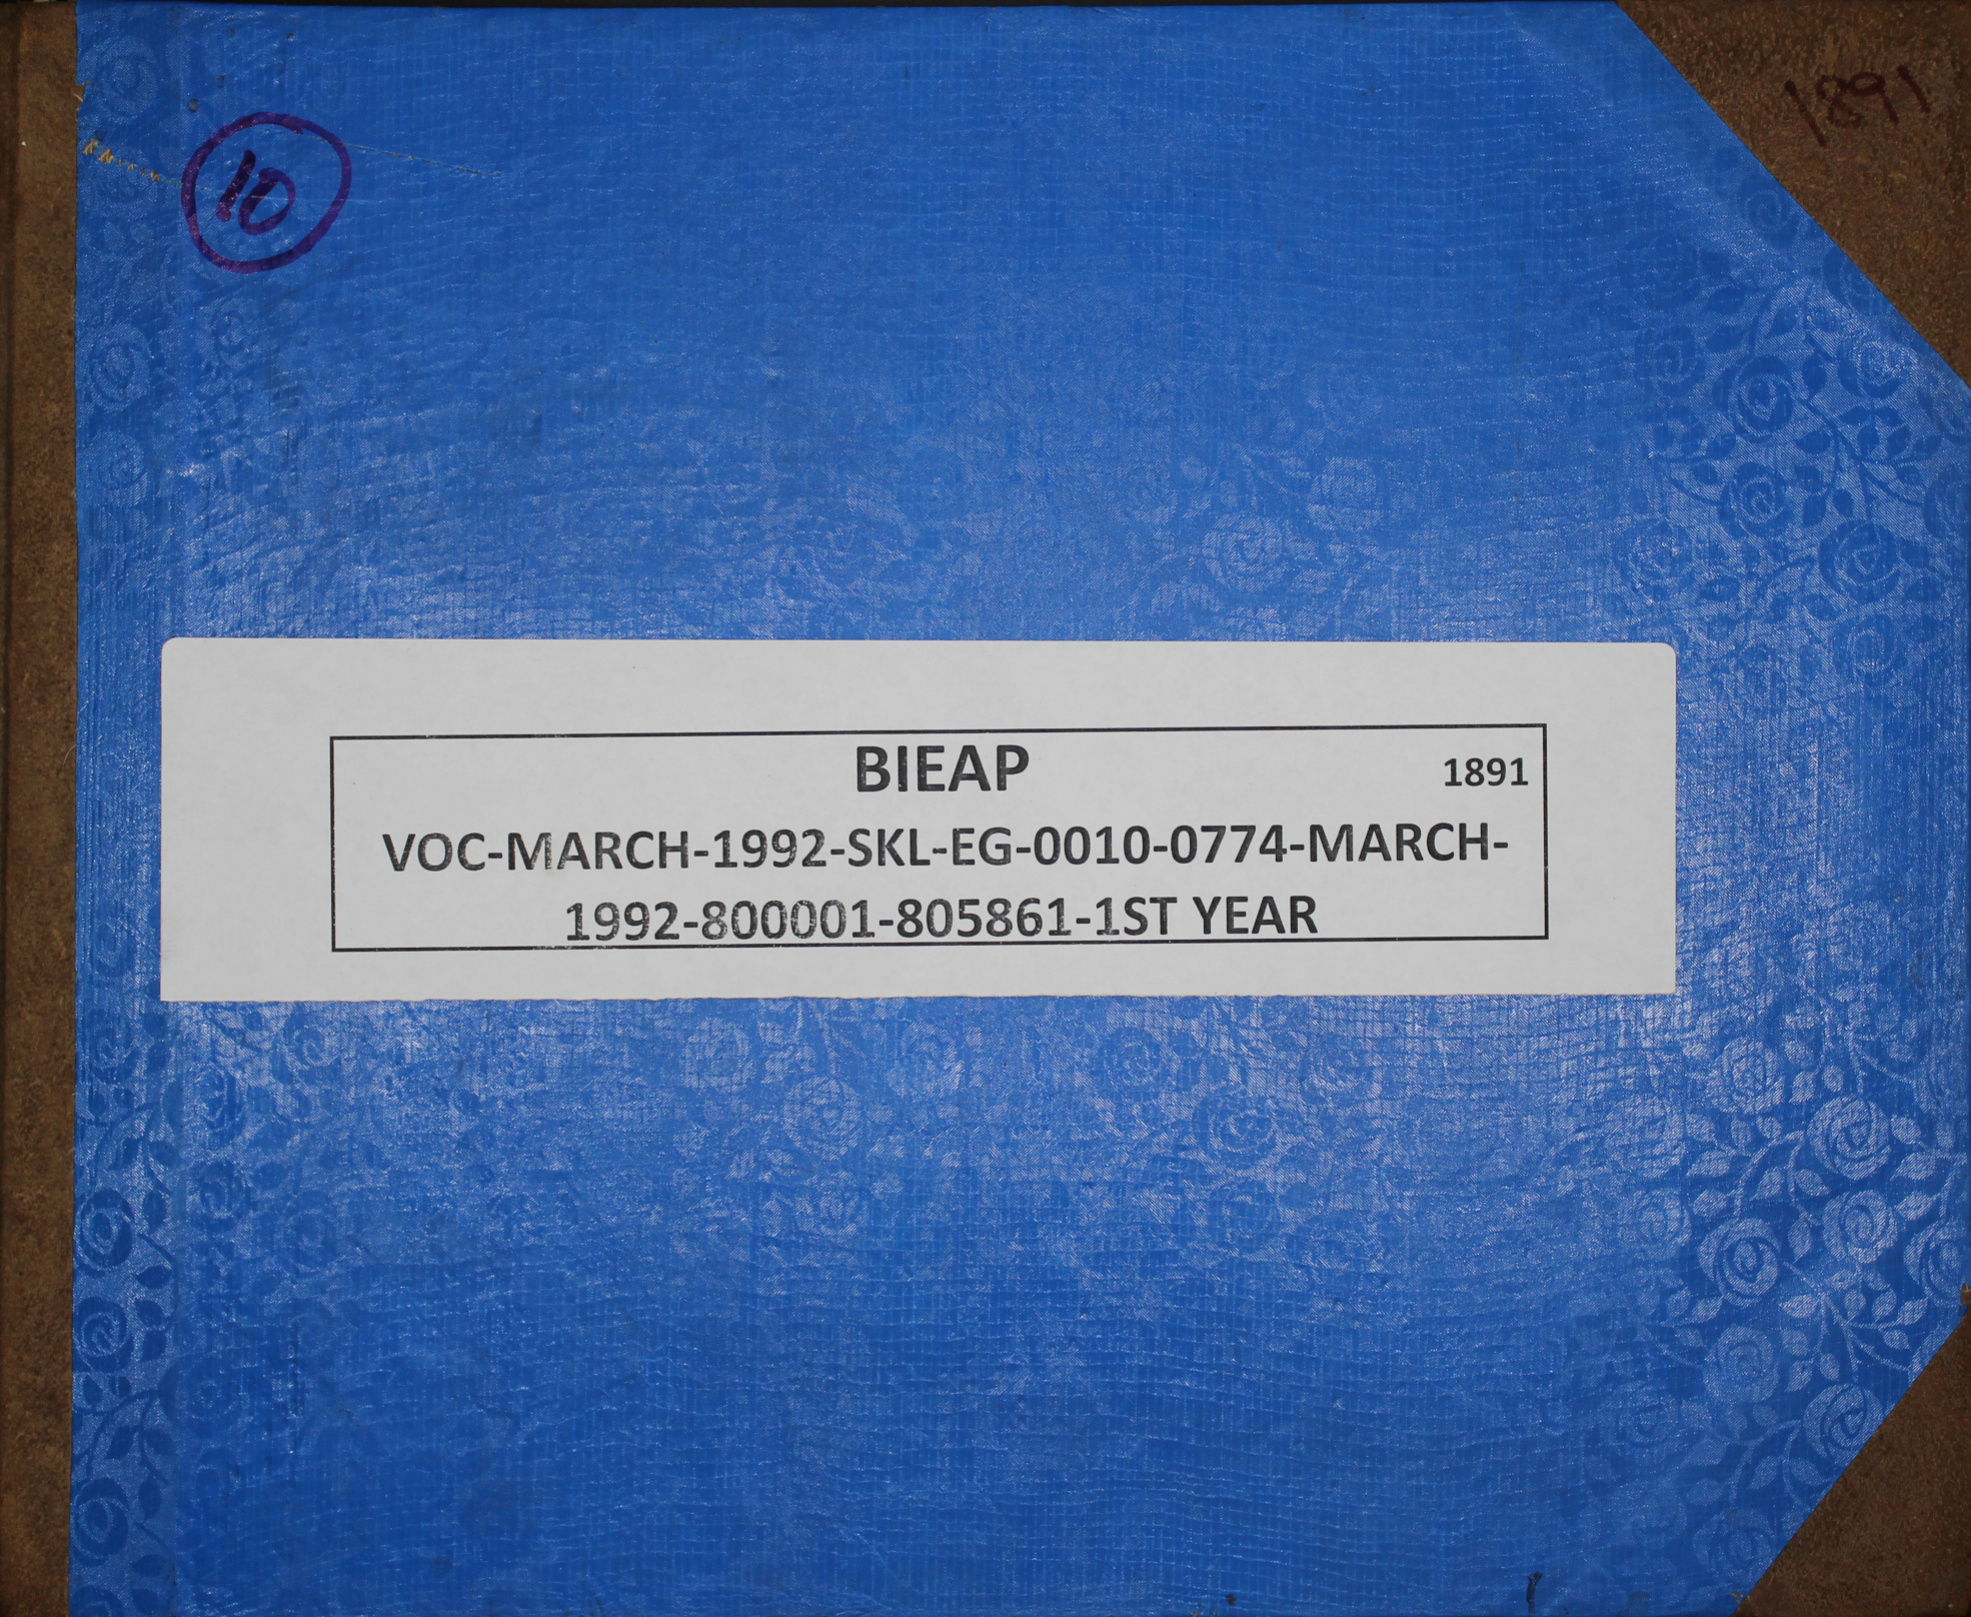 1891
10
BIEAP 1891
VOC-MARCH-1992-SKL-EG-0010-0774-MARCH-
1992-800001-805861-1ST YEAR